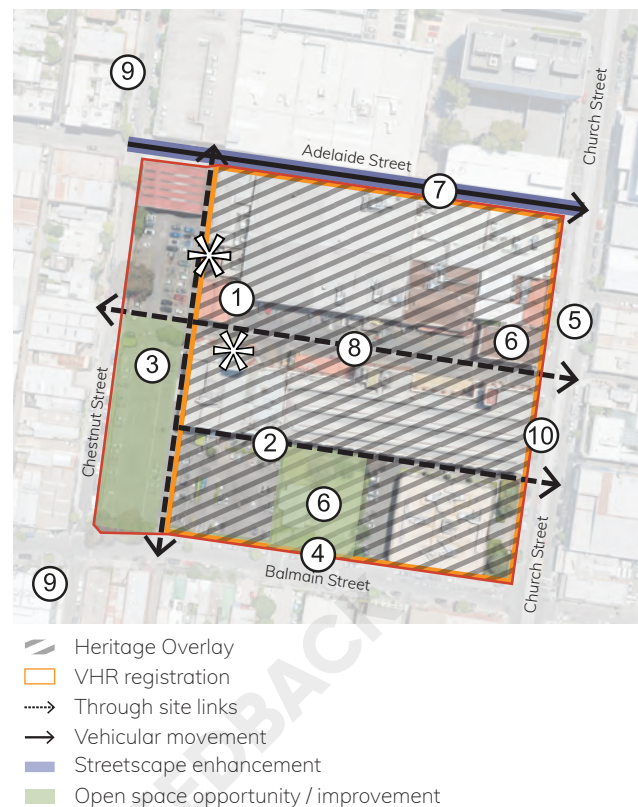 9
Church Street
Adelaide Street
7
1
5
6
8
3
Chestnut Street
10
2
6
4
9
Balmain Street
Church Street
Heritage Overlay
VHR registration
Through site links
Vehicular movement
Streetscape enhancement
Open space opportunity / improvement